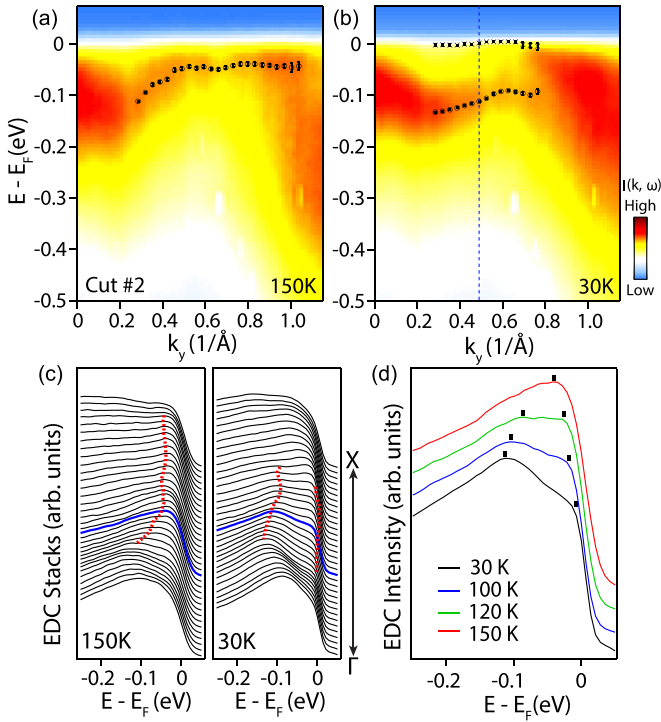 (a)
(b)
0
-0.1
-0.2
-0.3
-0.4
-0.5
E - E_F (eV)
Cut #2
150K
0
0.2
0.4
0.6
0.8
1.0
k_y (1/Å)
0
-0.1
-0.2
-0.3
-0.4
-0.5
30K
0
0.2
0.4
0.6
0.8
1.0
k_y (1/Å)
I(k, ω)
High
Low
(c)
(d)
EDC Stacks (arb. units)
150K
-0.2
-0.1
0
E - E_F (eV)
30K
-0.2
-0.1
0
E - E_F (eV)
X
Γ
EDC Intensity (arb. units)
30 K
100 K
120 K
150 K
-0.2
-0.1
0
E - E_F(eV)